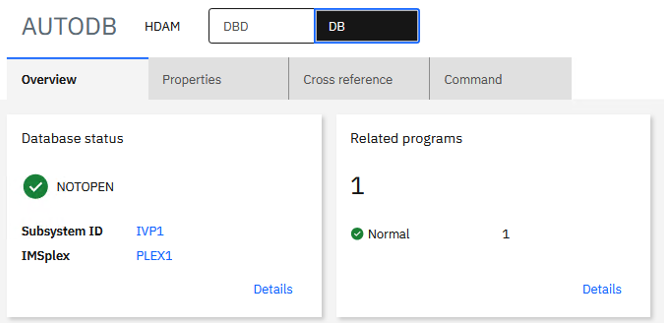 AUTODB HDAM DBD DB
Overview Properties Cross reference Command
Database status
NOTOPEN
Subsystem ID IVP1
IMSplex PLEX1
Details
Related programs
1
Normal 1
Details